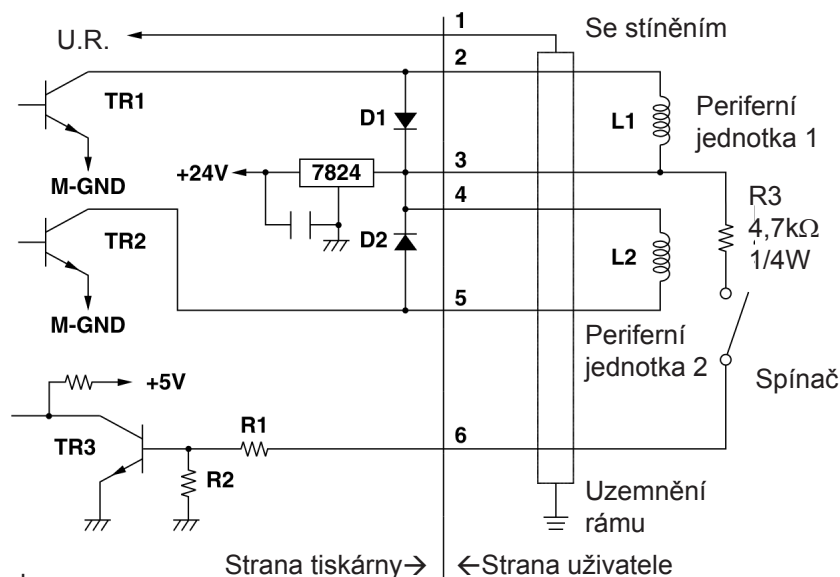 1
Se stíněním
U.R.
2
TR1
D1
L1
Periferní
jednotka 1
M-GND
+24V
7824
3
4
R3
4,7kΩ
1/4W
TR2
D2
L2
M-GND
5
Periferní
jednotka 2
Spínač
+5V
TR3
R1
6
R2
Uzemnění
rámu
Strana tiskárny→
←Strana uživatele